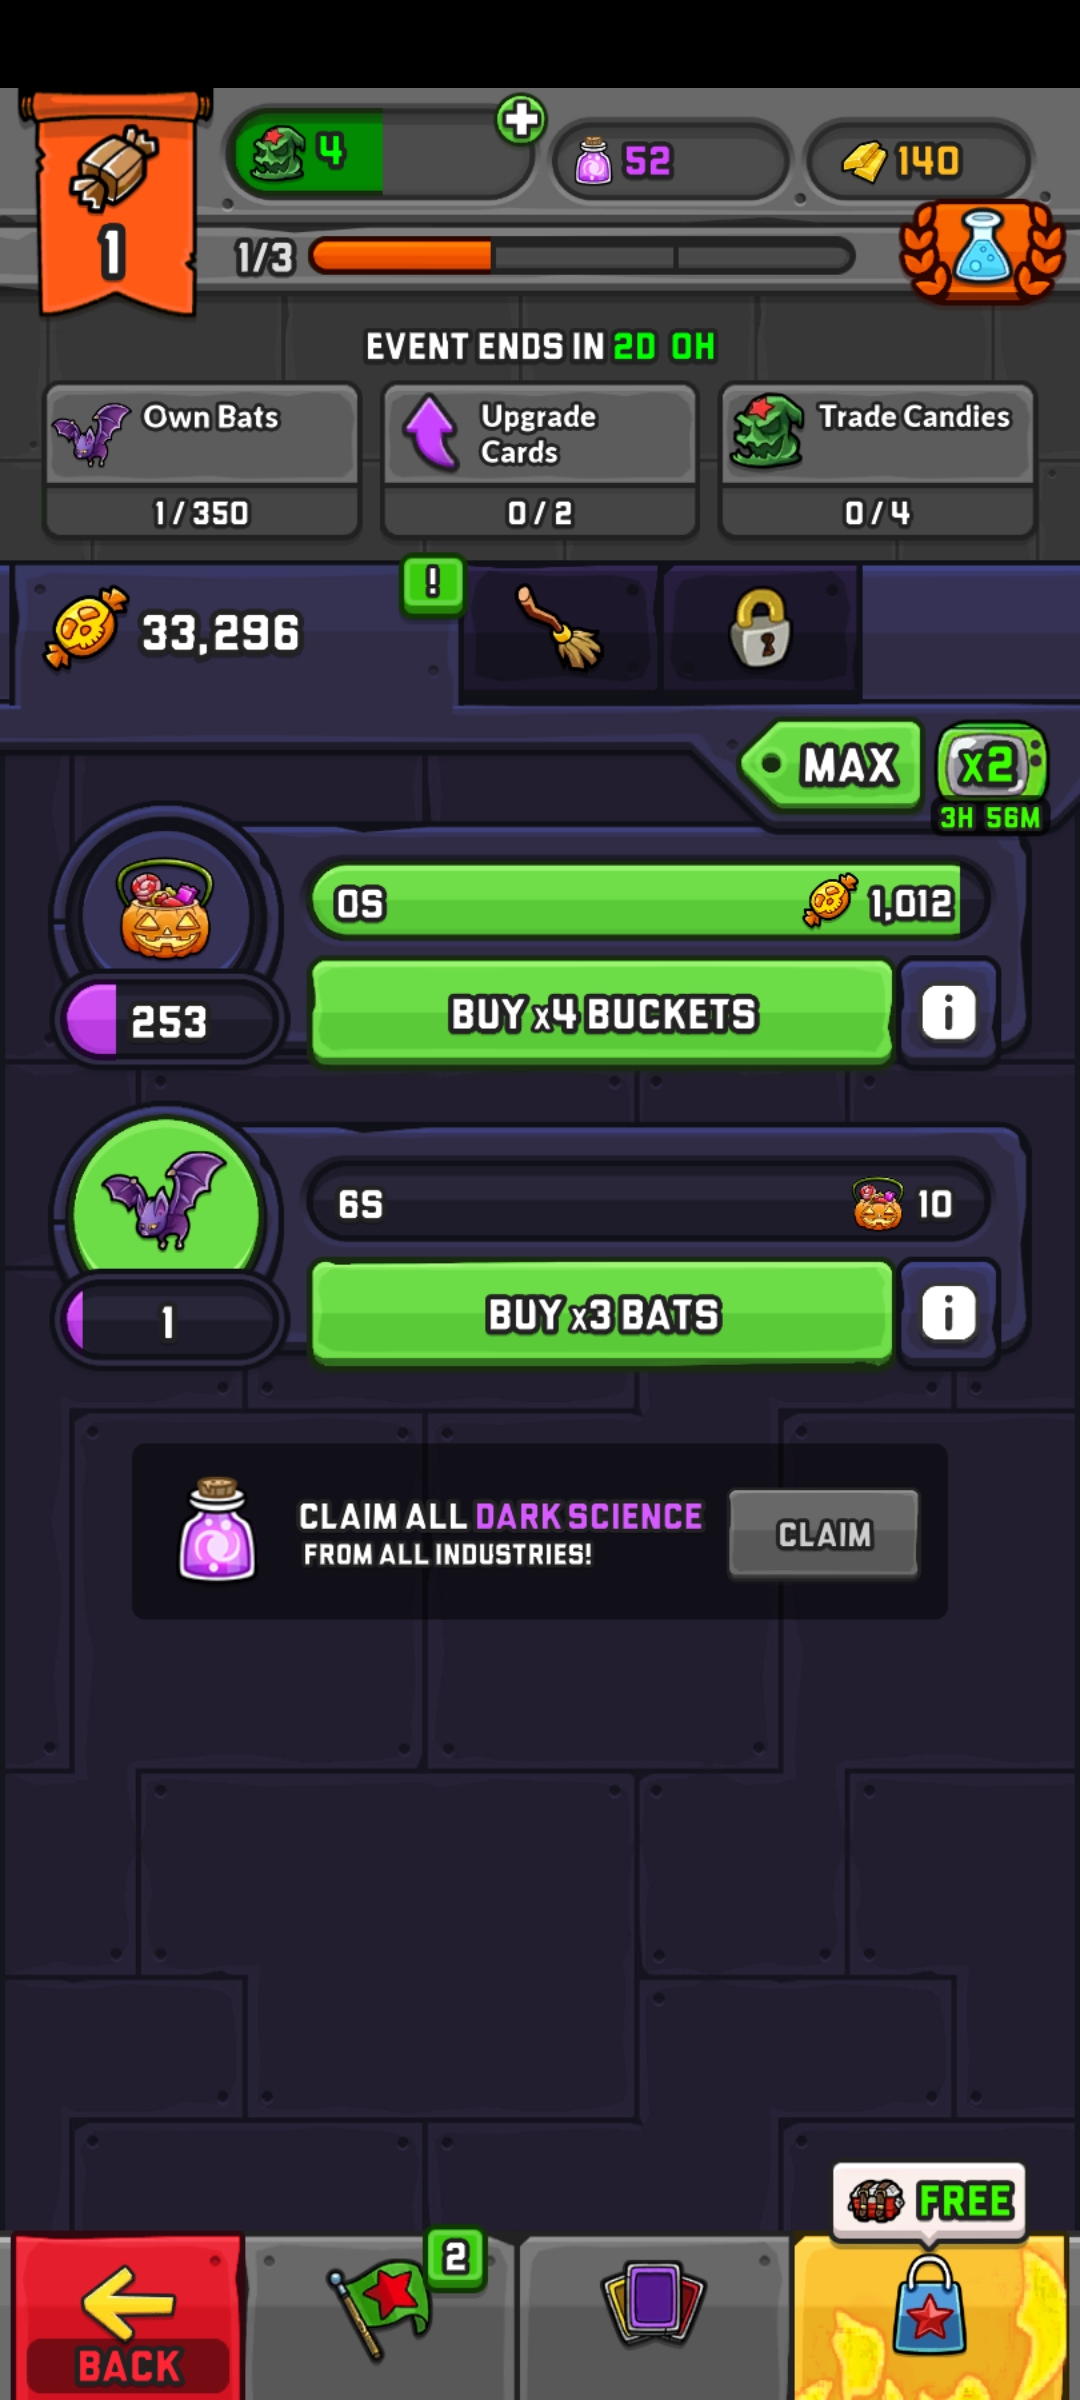 4
52
140
1
1/3
EVENT ENDS IN 2D 0H
Own Bats
1 / 350
Upgrade
Cards
0 / 2
Trade Candies
0 / 4
33,296
!
MAX
x2
3H 56M
0S
1,012
253
BUY x4 BUCKETS
i
6S
10
1
BUY x3 BATS
i
CLAIM ALL DARK SCIENCE
FROM ALL INDUSTRIES!
CLAIM
FREE
2
BACK